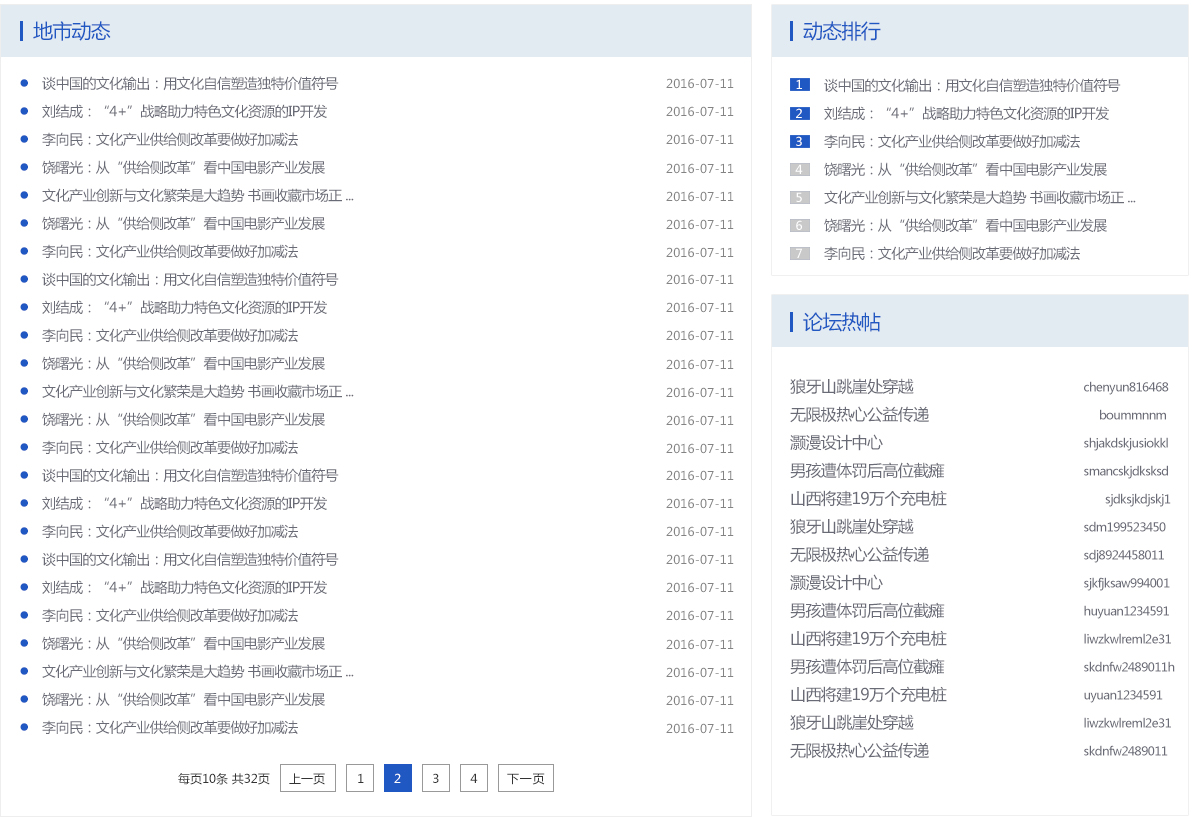 地市动态
谈中国的文化输出：用文化自信塑造独特价值符号 2016-07-11
刘结成：“4+”战略助力特色文化资源的IP开发 2016-07-11
李向民：文化产业供给侧改革要做好加减法 2016-07-11
饶曙光：从“供给侧改革”看中国电影产业发展 2016-07-11
文化产业创新与文化繁荣是大趋势 书画收藏市场正 ... 2016-07-11
饶曙光：从“供给侧改革”看中国电影产业发展 2016-07-11
李向民：文化产业供给侧改革要做好加减法 2016-07-11
谈中国的文化输出：用文化自信塑造独特价值符号 2016-07-11
刘结成：“4+”战略助力特色文化资源的IP开发 2016-07-11
李向民：文化产业供给侧改革要做好加减法 2016-07-11
饶曙光：从“供给侧改革”看中国电影产业发展 2016-07-11
文化产业创新与文化繁荣是大趋势 书画收藏市场正 ... 2016-07-11
饶曙光：从“供给侧改革”看中国电影产业发展 2016-07-11
李向民：文化产业供给侧改革要做好加减法 2016-07-11
谈中国的文化输出：用文化自信塑造独特价值符号 2016-07-11
刘结成：“4+”战略助力特色文化资源的IP开发 2016-07-11
李向民：文化产业供给侧改革要做好加减法 2016-07-11
谈中国的文化输出：用文化自信塑造独特价值符号 2016-07-11
刘结成：“4+”战略助力特色文化资源的IP开发 2016-07-11
李向民：文化产业供给侧改革要做好加减法 2016-07-11
饶曙光：从“供给侧改革”看中国电影产业发展 2016-07-11
文化产业创新与文化繁荣是大趋势 书画收藏市场正 ... 2016-07-11
饶曙光：从“供给侧改革”看中国电影产业发展 2016-07-11
李向民：文化产业供给侧改革要做好加减法 2016-07-11
每页10条 共32页 上一页 1 2 3 4 下一页
动态排行
1 谈中国的文化输出：用文化自信塑造独特价值符号
2 刘结成：“4+”战略助力特色文化资源的IP开发
3 李向民：文化产业供给侧改革要做好加减法
4 饶曙光：从“供给侧改革”看中国电影产业发展
5 文化产业创新与文化繁荣是大趋势 书画收藏市场正 ...
6 饶曙光：从“供给侧改革”看中国电影产业发展
7 李向民：文化产业供给侧改革要做好加减法
论坛热帖
狼牙山跳崖处穿越 chenyun816468
无限极热心公益传递 boummnnm
灏漫设计中心 shjakdskjusiokkl
男孩遭体罚后高位截瘫 smancskjdksksd
山西将建19万个充电桩 sjdksjkdjskj1
狼牙山跳崖处穿越 sdm199523450
无限极热心公益传递 sdj8924458011
灏漫设计中心 sjkfjksaw994001
男孩遭体罚后高位截瘫 huyuan1234591
山西将建19万个充电桩 liwzkwlreml2e31
男孩遭体罚后高位截瘫 skdnfw2489011h
山西将建19万个充电桩 uyuan1234591
狼牙山跳崖处穿越 liwzkwlreml2e31
无限极热心公益传递 skdnfw2489011